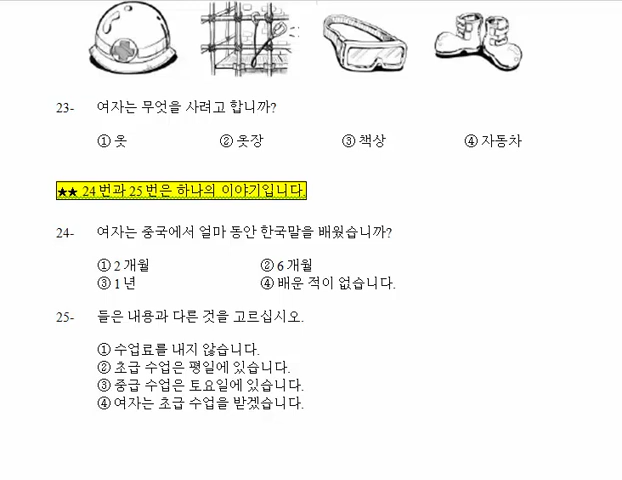 23- 여자는 무엇을 사려고 합니까?
① 옷 ② 옷장 ③ 책상 ④ 자동차
★★ 24 번과 25 번은 하나의 이야기입니다.
24- 여자는 중국에서 얼마 동안 한국말을 배웠습니까?
① 2 개월 ② 6 개월
③ 1 년 ④ 배운 적이 없습니다.
25- 들은 내용과 다른 것을 고르십시오.
① 수업료를 내지 않습니다.
② 초급 수업은 평일에 있습니다.
③ 중급 수업은 토요일에 있습니다.
④ 여자는 초급 수업을 받겠습니다.